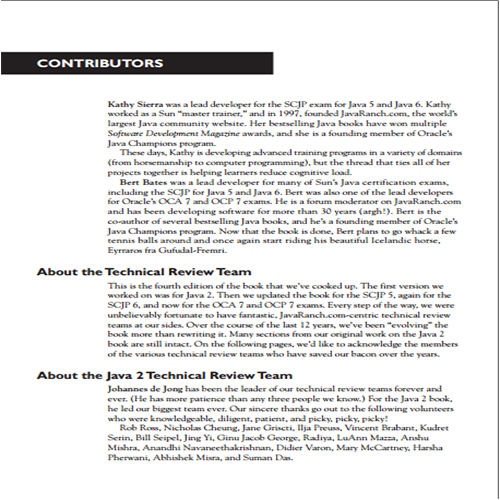 CONTRIBUTORS
Kathy Sierra was a lead developer for the SCJP exam for Java 5 and Java 6. Kathy
worked as a Sun “master trainer,” and in 1997, founded JavaRanch.com, the world’s
largest Java community website. Her bestselling Java books have won multiple
Software Development Magazine awards, and she is a founding member of Oracle’s
Java Champions program.
These days, Kathy is developing advanced training programs in a variety of domains
(from horsemanship to computer programming), but the thread that ties all of her
projects together is helping learners reduce cognitive load.
Bert Bates was a lead developer for many of Sun’s Java certification exams,
including the SCJP for Java 5 and Java 6. Bert was also one of the lead developers
for Oracle’s OCA 7 and OCP 7 exams. He is a forum moderator on JavaRanch.com
and has been developing software for more than 30 years (argh!). Bert is the
co-author of several bestselling Java books, and he’s a founding member of Oracle’s
Java Champions program. Now that the book is done, Bert plans to go whack a few
tennis balls around and once again start riding his beautiful Icelandic horse,
Eyrraros fra Gufudal-Fremri.
About the Technical Review Team
This is the fourth edition of the book that we’ve cooked up. The first version we
worked on was for Java 2. Then we updated the book for the SCJP 5, again for the
SCJP 6, and now for the OCA 7 and OCP 7 exams. Every step of the way, we were
unbelievably fortunate to have fantastic, JavaRanch.com-centric technical review
teams at our sides. Over the course of the last 12 years, we’ve been “evolving” the
book more than rewriting it. Many sections from our original work on the Java 2
book are still intact. On the following pages, we’d like to acknowledge the members
of the various technical review teams who have saved our bacon over the years.
About the Java 2 Technical Review Team
Johannes de Jong has been the leader of our technical review teams forever and
ever. (He has more patience than any three people we know.) For the Java 2 book,
he led our biggest team ever. Our sincere thanks go out to the following volunteers
who were knowledgeable, diligent, patient, and picky, picky, picky!
Rob Ross, Nicholas Cheung, Jane Griscti, Ilja Preuss, Vincent Brabant, Kudret
Serin, Bill Seipel, Jing Yi, Ginu Jacob George, Radiya, LuAnn Mazza, Anshu
Mishra, Anandhi Navaneethakrishnan, Didier Varon, Mary McCartney, Harsha
Pherwani, Abhishek Misra, and Suman Das.